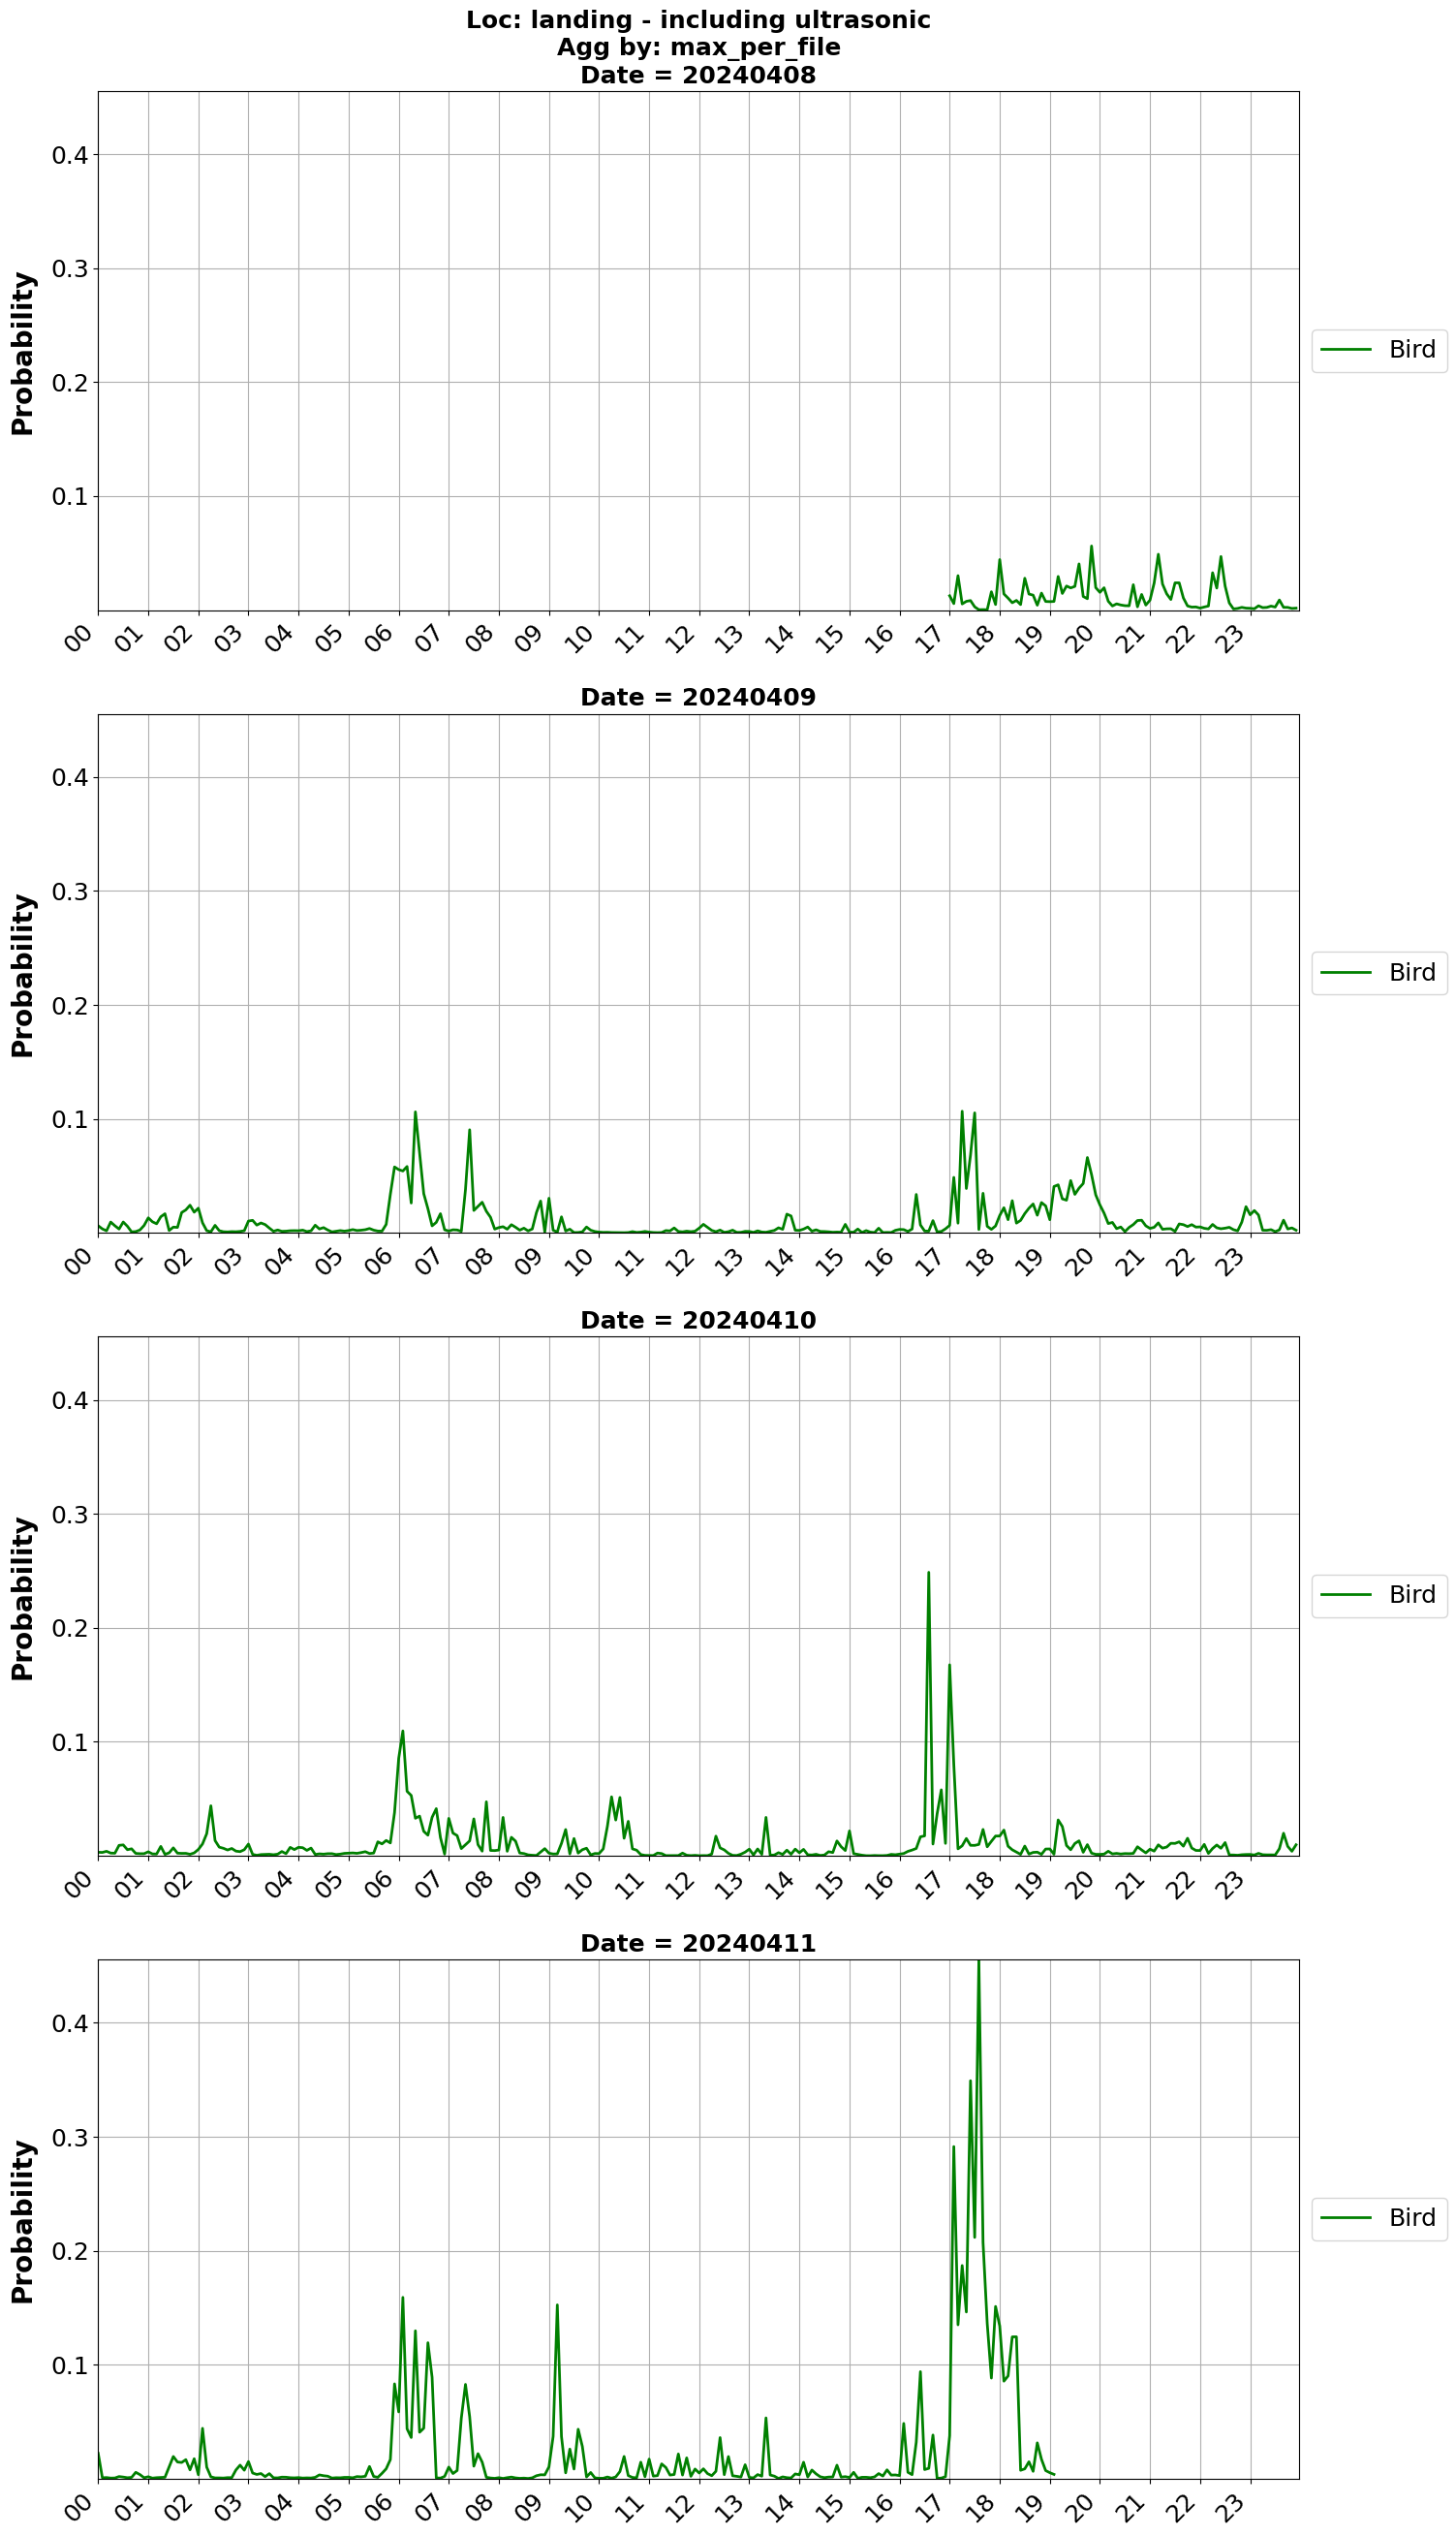 Loc: landing - including ultrasonic
Agg by: max_per_file
Date = 20240408
Probability
0.4
0.3
0.2
0.1
00 01 02 03 04 05 06 07 08 09 10 11 12 13 14 15 16 17 18 19 20 21 22 23
Bird
Date = 20240409
Probability
0.4
0.3
0.2
0.1
00 01 02 03 04 05 06 07 08 09 10 11 12 13 14 15 16 17 18 19 20 21 22 23
Bird
Date = 20240410
Probability
0.4
0.3
0.2
0.1
00 01 02 03 04 05 06 07 08 09 10 11 12 13 14 15 16 17 18 19 20 21 22 23
Bird
Date = 20240411
Probability
0.4
0.3
0.2
0.1
00 01 02 03 04 05 06 07 08 09 10 11 12 13 14 15 16 17 18 19 20 21 22 23
Bird